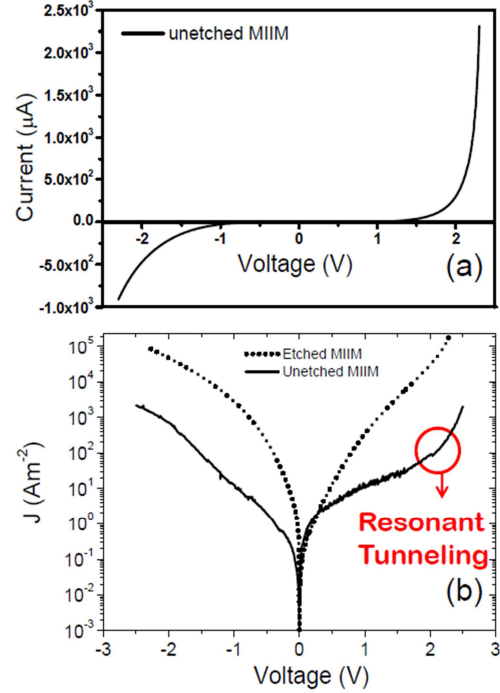 2.5x10³
2.0x10³
1.5x10³
1.0x10³
5.0x10²
0.0
-5.0x10²
-1.0x10³
Current (μA)
unetched MIIM
-2 -1 0 1 2
Voltage (V)
(a)
10⁵
10⁴
10³
10²
10¹
10⁰
10⁻¹
10⁻²
10⁻³
J (Am⁻²)
Etched MIIM
Unetched MIIM
Resonant
Tunneling
(b)
-3 -2 -1 0 1 2 3
Voltage (V)